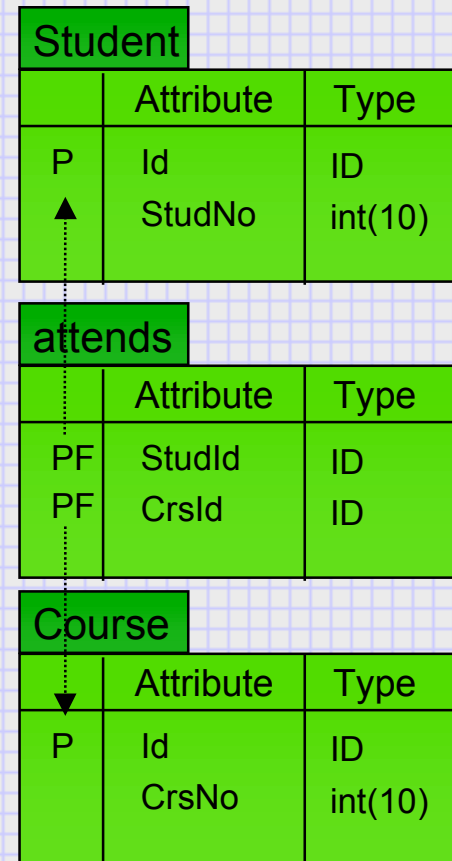 Student
Attribute Type
P Id ID
StudNo int(10)
attends
Attribute Type
PF StudId ID
PF CrsId ID
Course
Attribute Type
P Id ID
CrsNo int(10)